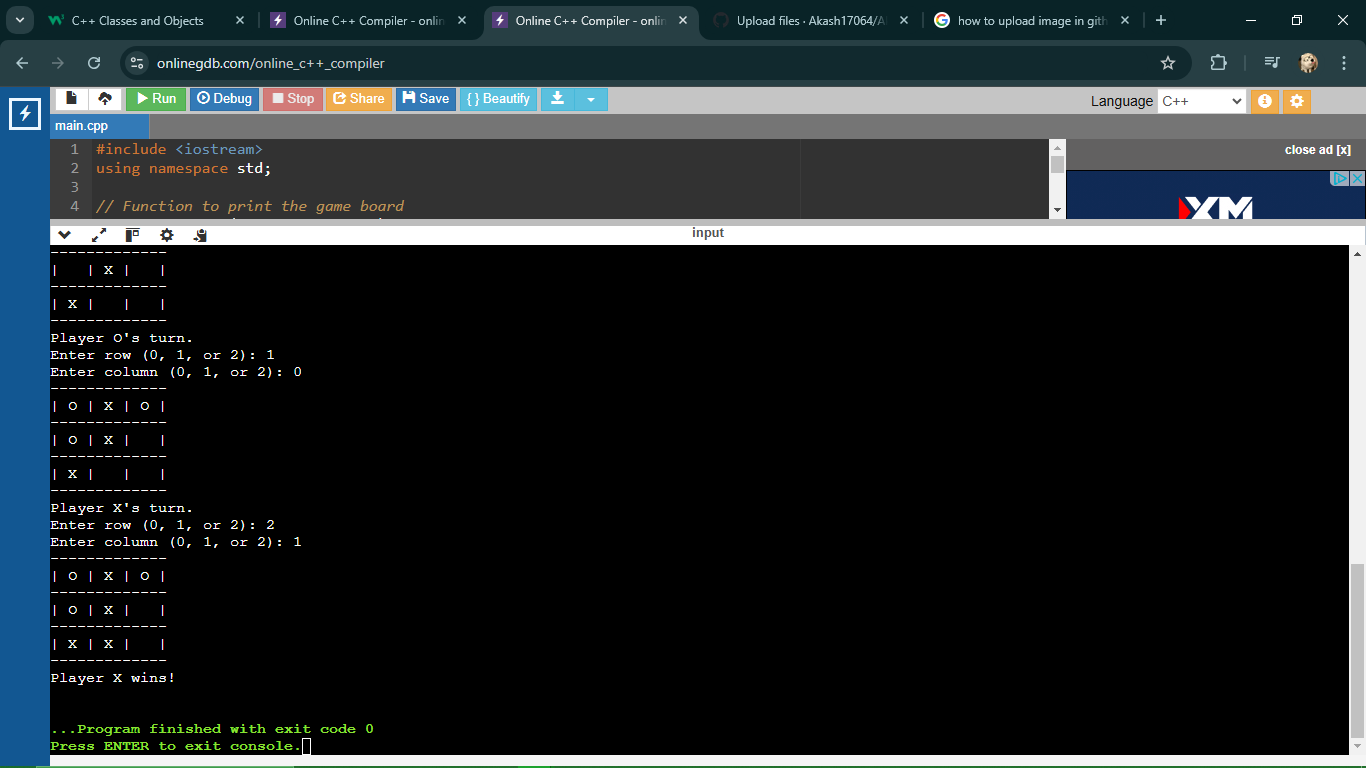 C++ Classes and Objects
Online C++ Compiler - onlin
Online C++ Compiler - onlin
Upload files · Akash17064/A
how to upload image in gith
onlinegdb.com/online_c++_compiler
Run
Debug
Stop
Share
Save
{ } Beautify
Language C++
main.cpp
1 #include <iostream>
2 using namespace std;
3
4 // Function to print the game board
close ad [x]
XM
input
-------------
|   | X |   |
-------------
| X |   |   |
-------------
Player O's turn.
Enter row (0, 1, or 2): 1
Enter column (0, 1, or 2): 0
-------------
| O | X | O |
-------------
| O | X |   |
-------------
| X |   |   |
-------------
Player X's turn.
Enter row (0, 1, or 2): 2
Enter column (0, 1, or 2): 1
-------------
| O | X | O |
-------------
| O | X |   |
-------------
| X | X |   |
-------------
Player X wins!
...Program finished with exit code 0
Press ENTER to exit console.